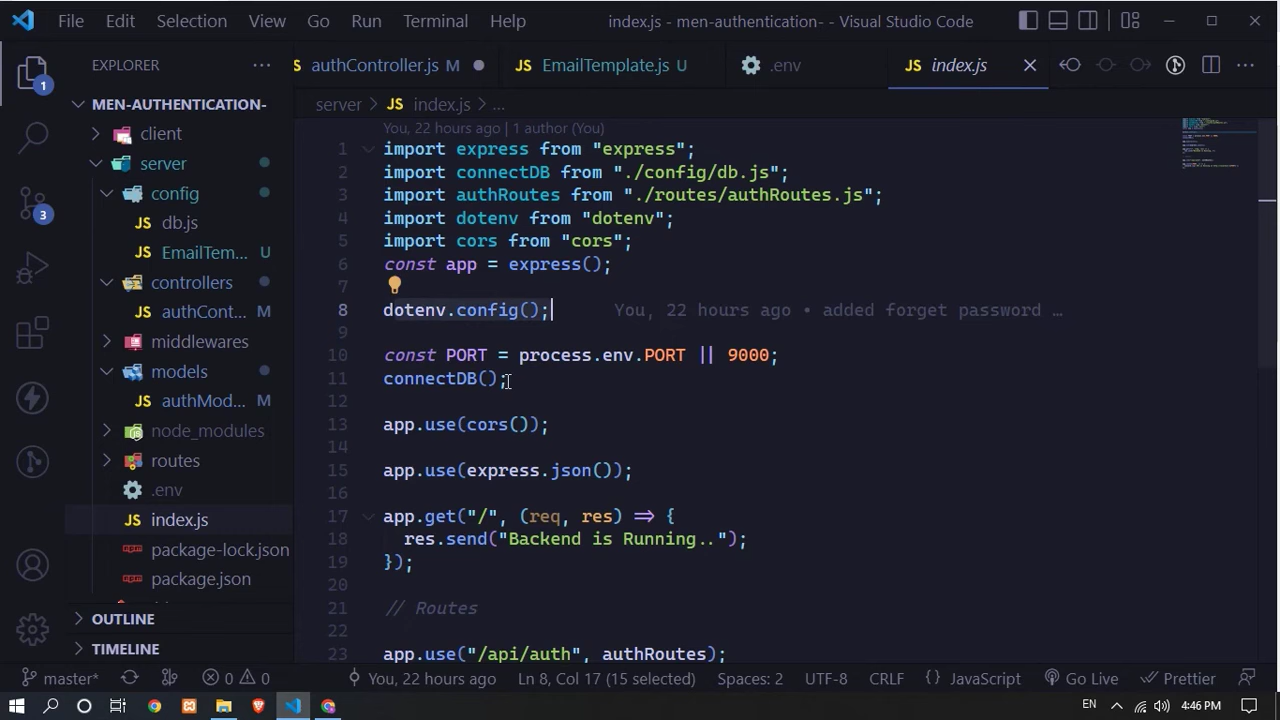 File Edit Selection View Go Run Terminal Help index.js - men-authentication- - Visual Studio Code
EXPLORER
authController.js M
EmailTemplate.js U
.env
index.js
server > index.js > ...
1
3
MEN-AUTHENTICATION-
client
server
config
db.js
EmailTemp... U
controllers
authCont... M
middlewares
models
authMod... M
node_modules
routes
.env
index.js
package-lock.json
package.json
OUTLINE
TIMELINE
You, 22 hours ago | 1 author (You)
1 import express from "express";
2 import connectDB from "./config/db.js";
3 import authRoutes from "./routes/authRoutes.js";
4 import dotenv from "dotenv";
5 import cors from "cors";
6 const app = express();
7
8 dotenv.config(); You, 22 hours ago • added forget password …
9
10 const PORT = process.env.PORT || 9000;
11 connectDB();
12
13 app.use(cors());
14
15 app.use(express.json());
16
17 app.get("/", (req, res) => {
18 res.send("Backend is Running..");
19 });
20
21 // Routes
22
23 app.use("/api/auth", authRoutes);
master* 0 0 You, 22 hours ago Ln 8, Col 17 (15 selected) Spaces: 2 UTF-8 CRLF JavaScript Go Live Prettier
EN 4:46 PM